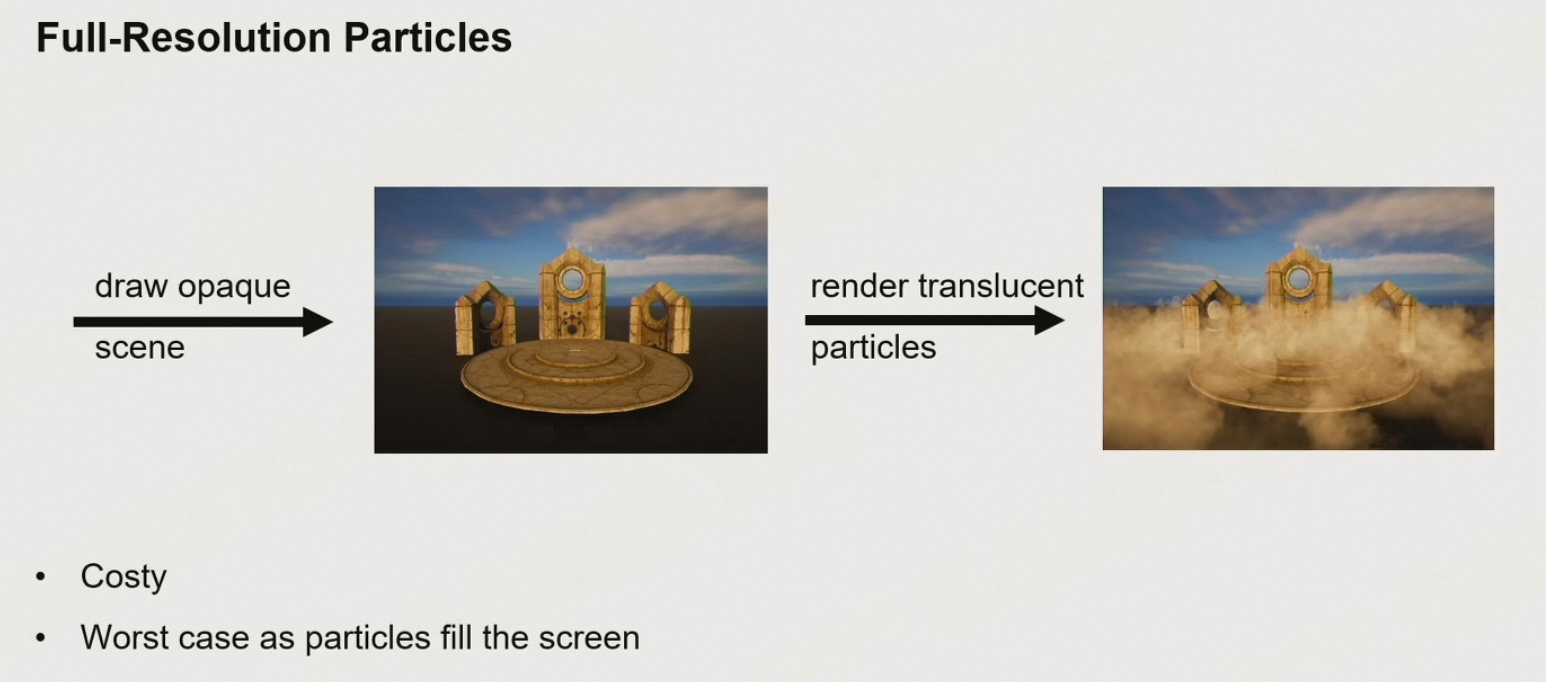 Full-Resolution Particles
draw opaque
scene
render translucent
particles
• Costy
• Worst case as particles fill the screen